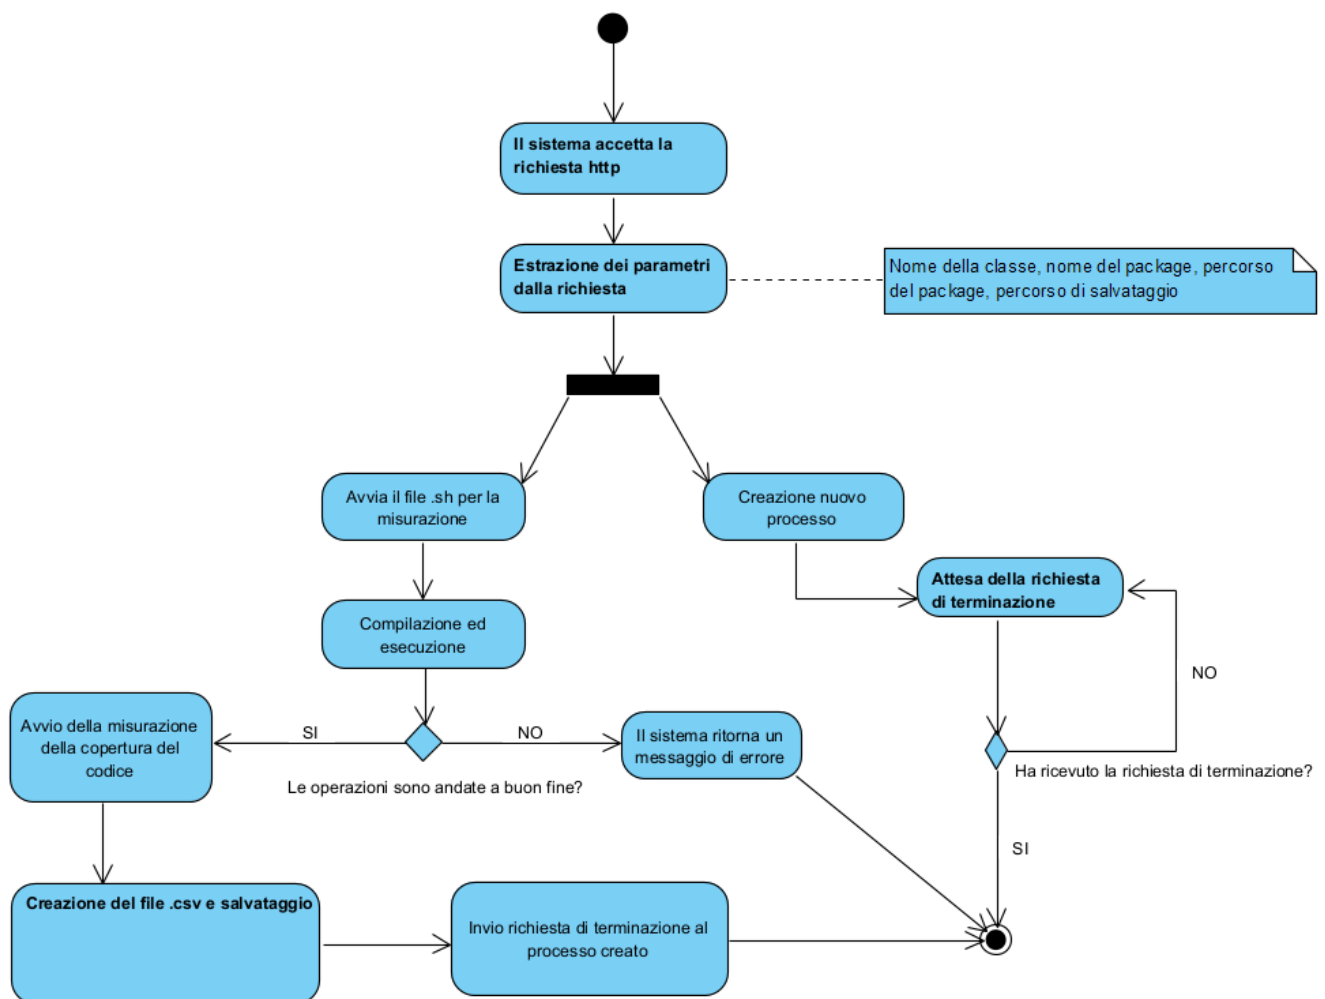 Il sistema accetta la
richiesta http
Estrazione dei parametri
dalla richiesta
Nome della classe, nome del package, percorso
del package, percorso di salvataggio
Avvia il file .sh per la
misurazione
Creazione nuovo
processo
Attesa della richiesta
di terminazione
Compilazione ed
esecuzione
NO
Avvio della misurazione
della copertura del
codice
SI
NO
Il sistema ritorna un
messaggio di errore
Le operazioni sono andate a buon fine?
Ha ricevuto la richiesta di terminazione?
SI
Creazione del file .csv e salvataggio
Invio richiesta di terminazione al
processo creato